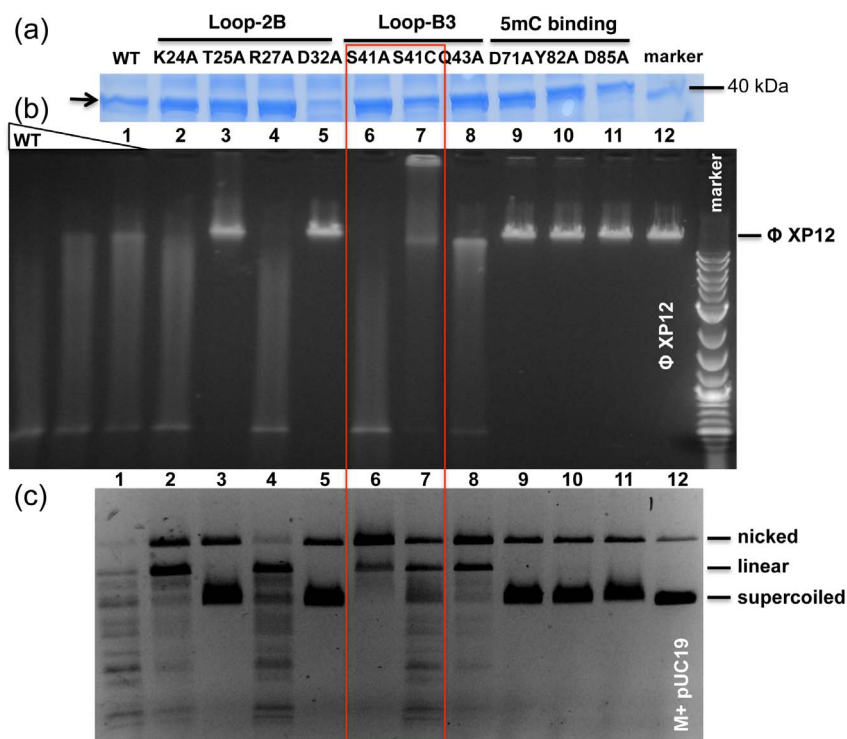 (a)
Loop-2B Loop-B3 5mC binding
WT K24A T25A R27A D32A S41A S41C Q43A D71A Y82A D85A marker
40 kDa
(b)
WT 1 2 3 4 5 6 7 8 9 10 11 12
marker
Φ XP12
Φ XP12
1 2 3 4 5 6 7 8 9 10 11 12
(c)
nicked
linear
supercoiled
M+ pUC19